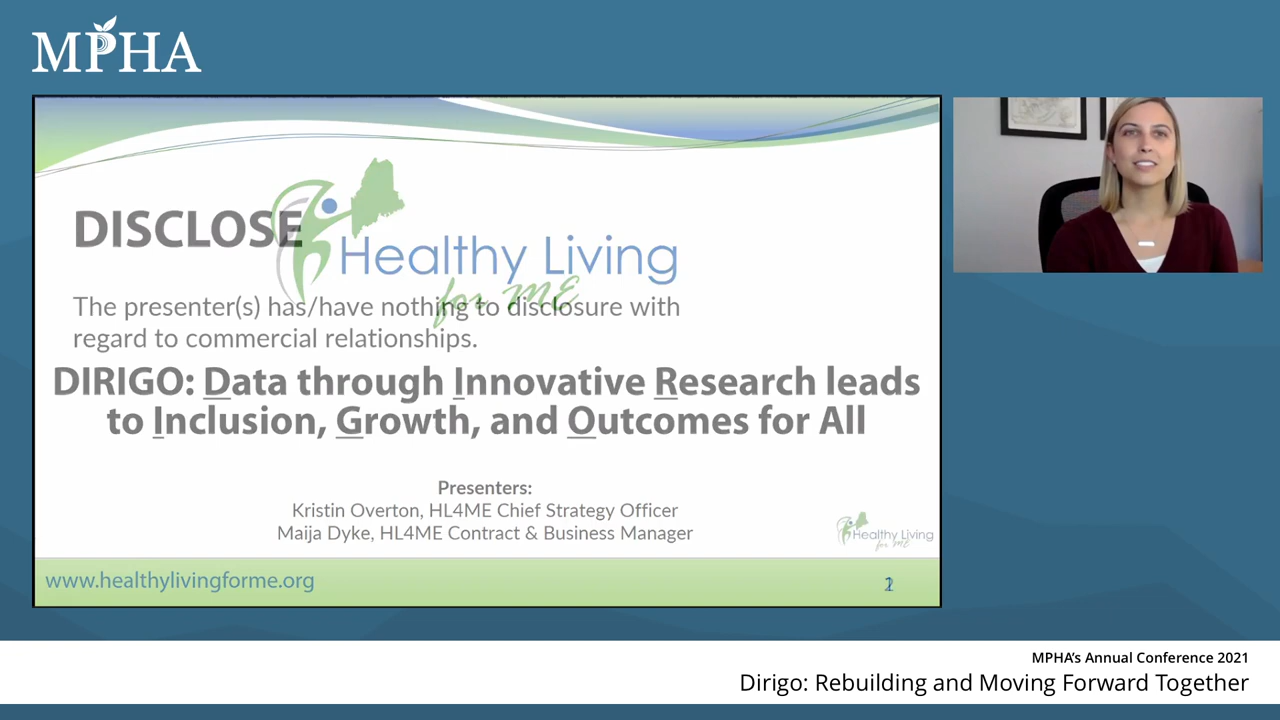 MPHA
DISCLOSE
Healthy Living
for ME
The presenter(s) has/have nothing to disclosure with
regard to commercial relationships.
DIRIGO: Data through Innovative Research leads
to Inclusion, Growth, and Outcomes for All
Presenters:
Kristin Overton, HL4ME Chief Strategy Officer
Maija Dyke, HL4ME Contract & Business Manager
Healthy Living
for ME
www.healthylivingforme.org
MPHA's Annual Conference 2021
Dirigo: Rebuilding and Moving Forward Together